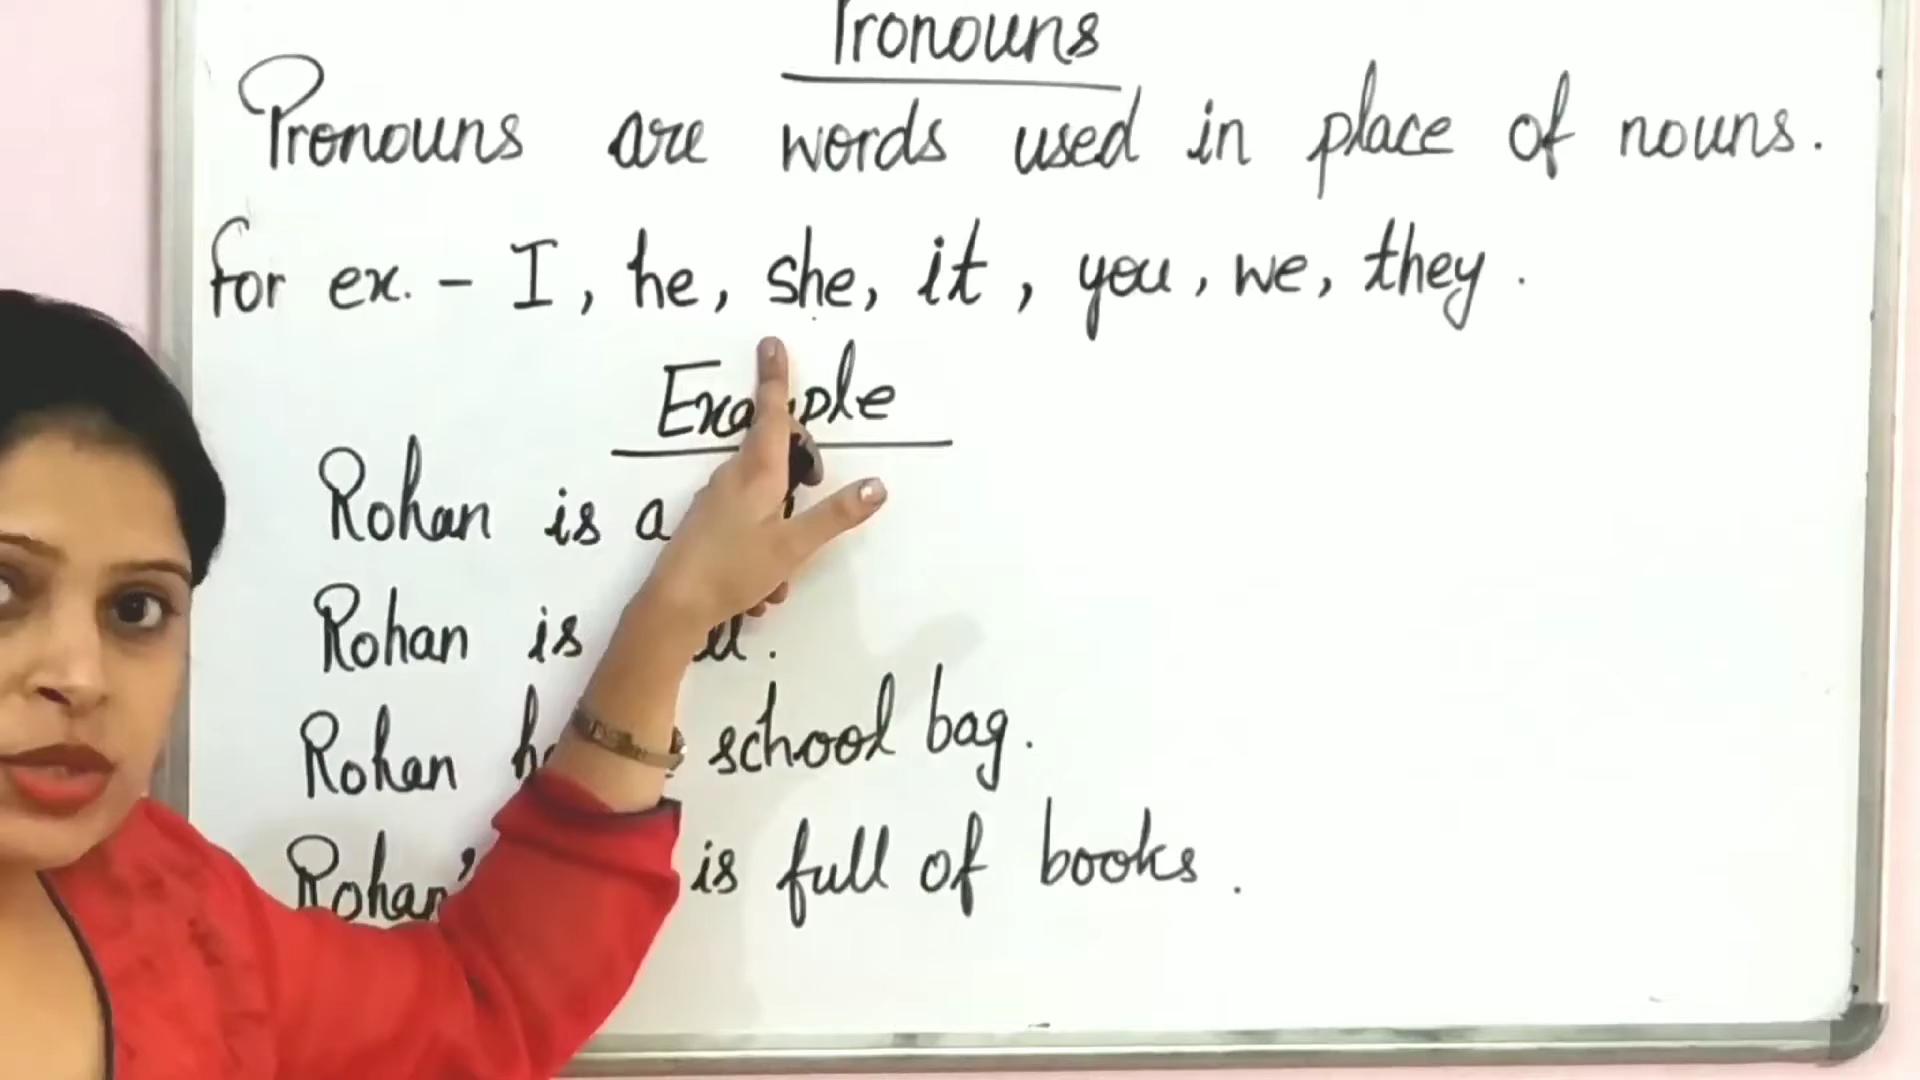 Pronouns
Pronouns are words used in place of nouns.
for ex. - I, he, she, it, you, we, they.
Example
Rohan is a
Rohan is
Rohan school bag.
is full of books.